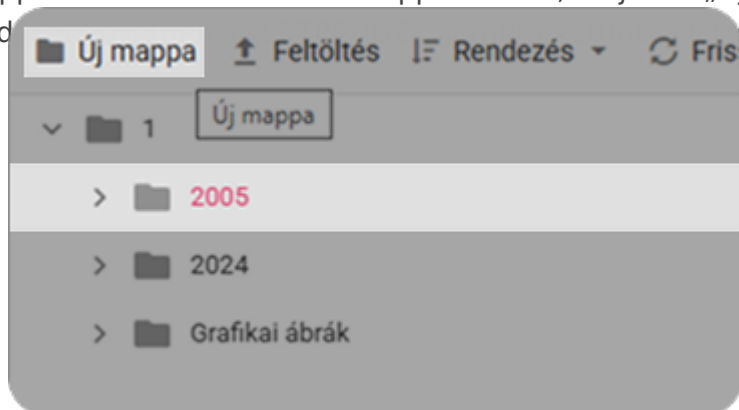 Új mappa Feltöltés Rendezés
Új mappa
1
2005
2024
Grafikai ábrák